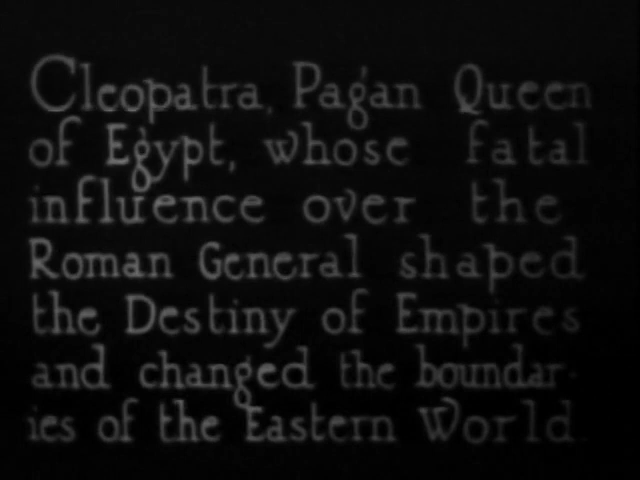 Cleopatra, Pagan Queen
of Egypt, whose fatal
influence over the
Roman General shaped
the Destiny of Empires
and changed the boundar-
ies of the Eastern World.